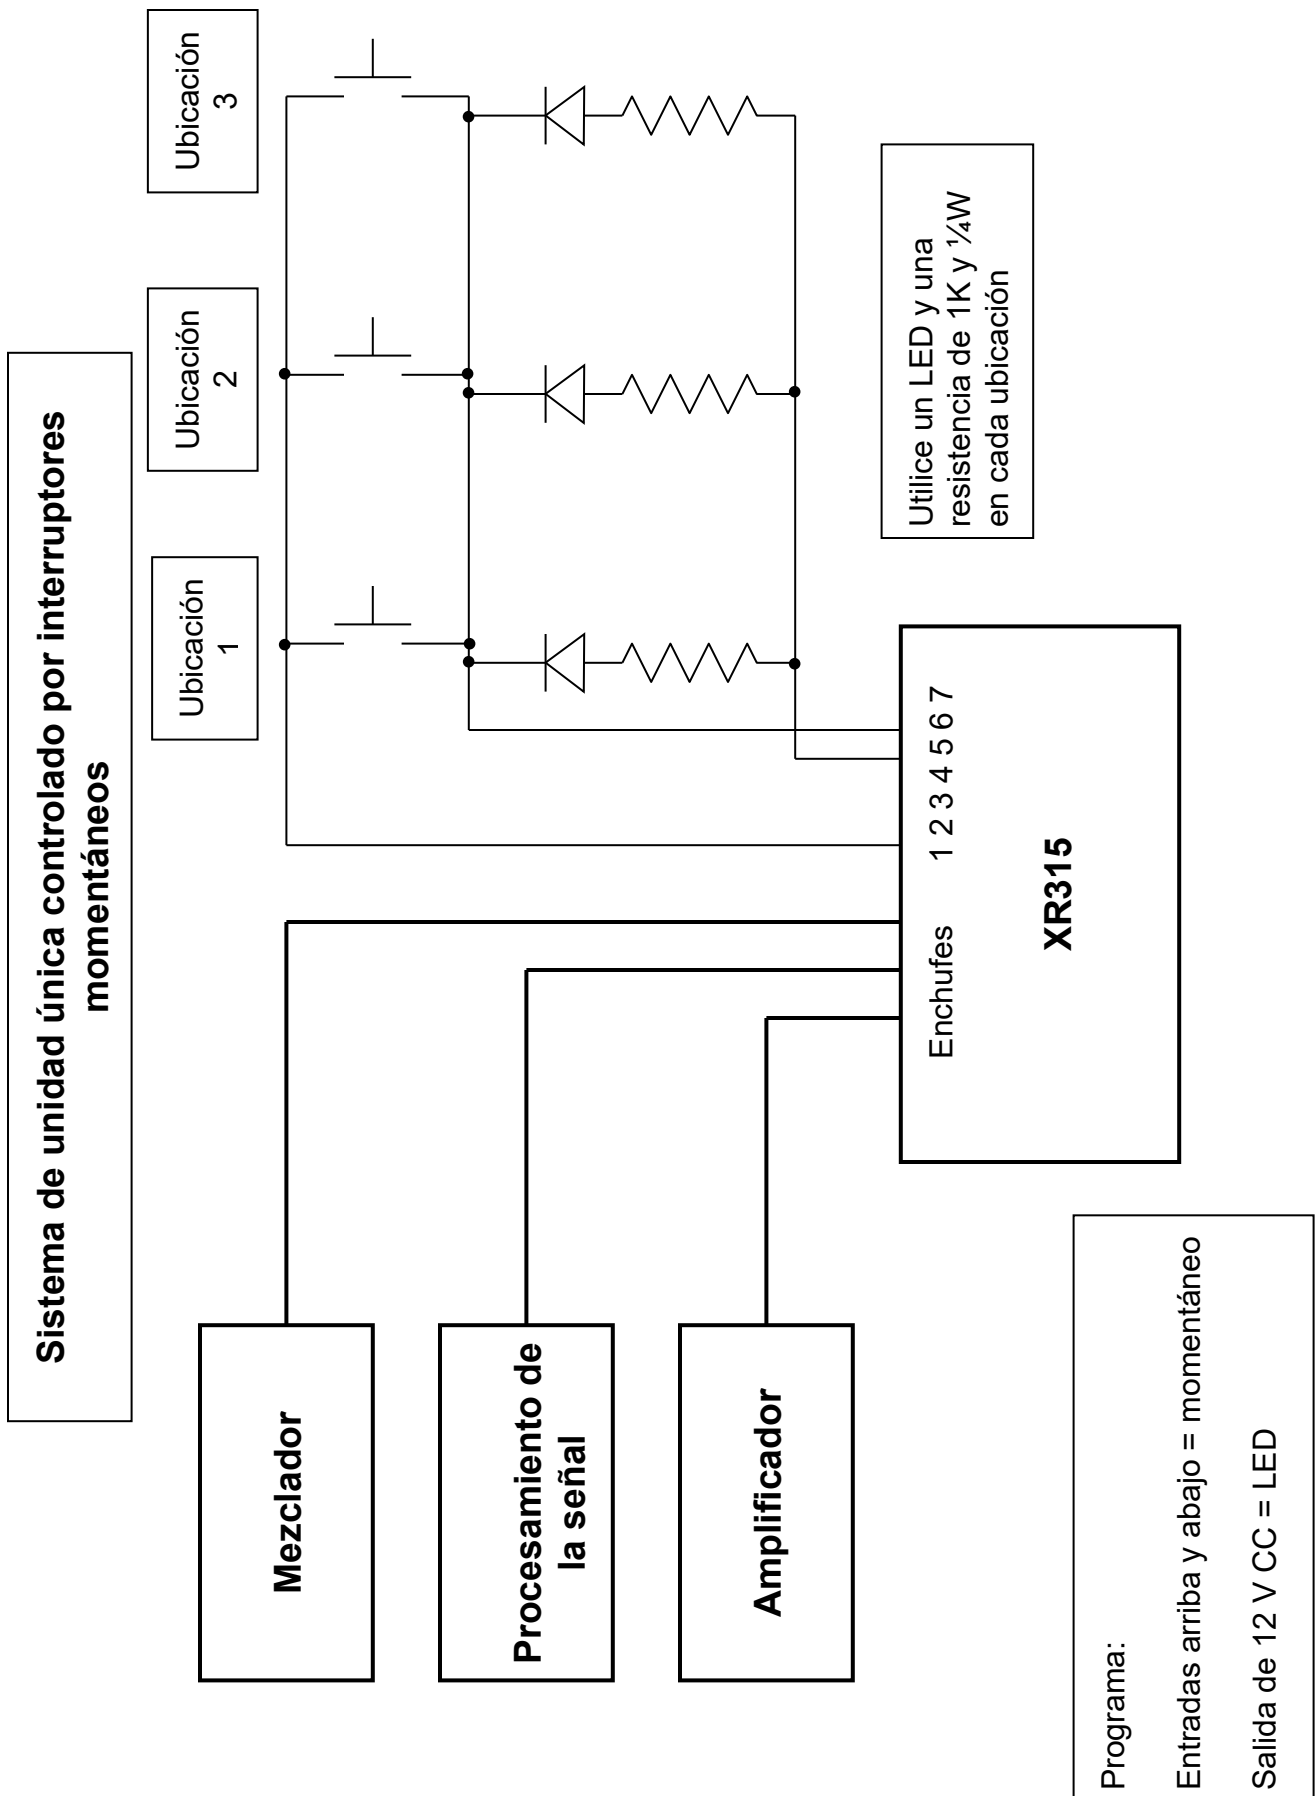 Sistema de unidad única controlado por interruptores
momentáneos
Ubicación
1
Ubicación
2
Ubicación
3
Mezclador
Procesamiento de
la señal
Amplificador
Enchufes
1 2 3 4 5 6 7
XR315
Utilice un LED y una
resistencia de 1K y ¼W
en cada ubicación
Programa:
Entradas arriba y abajo = momentáneo
Salida de 12 V CC = LED